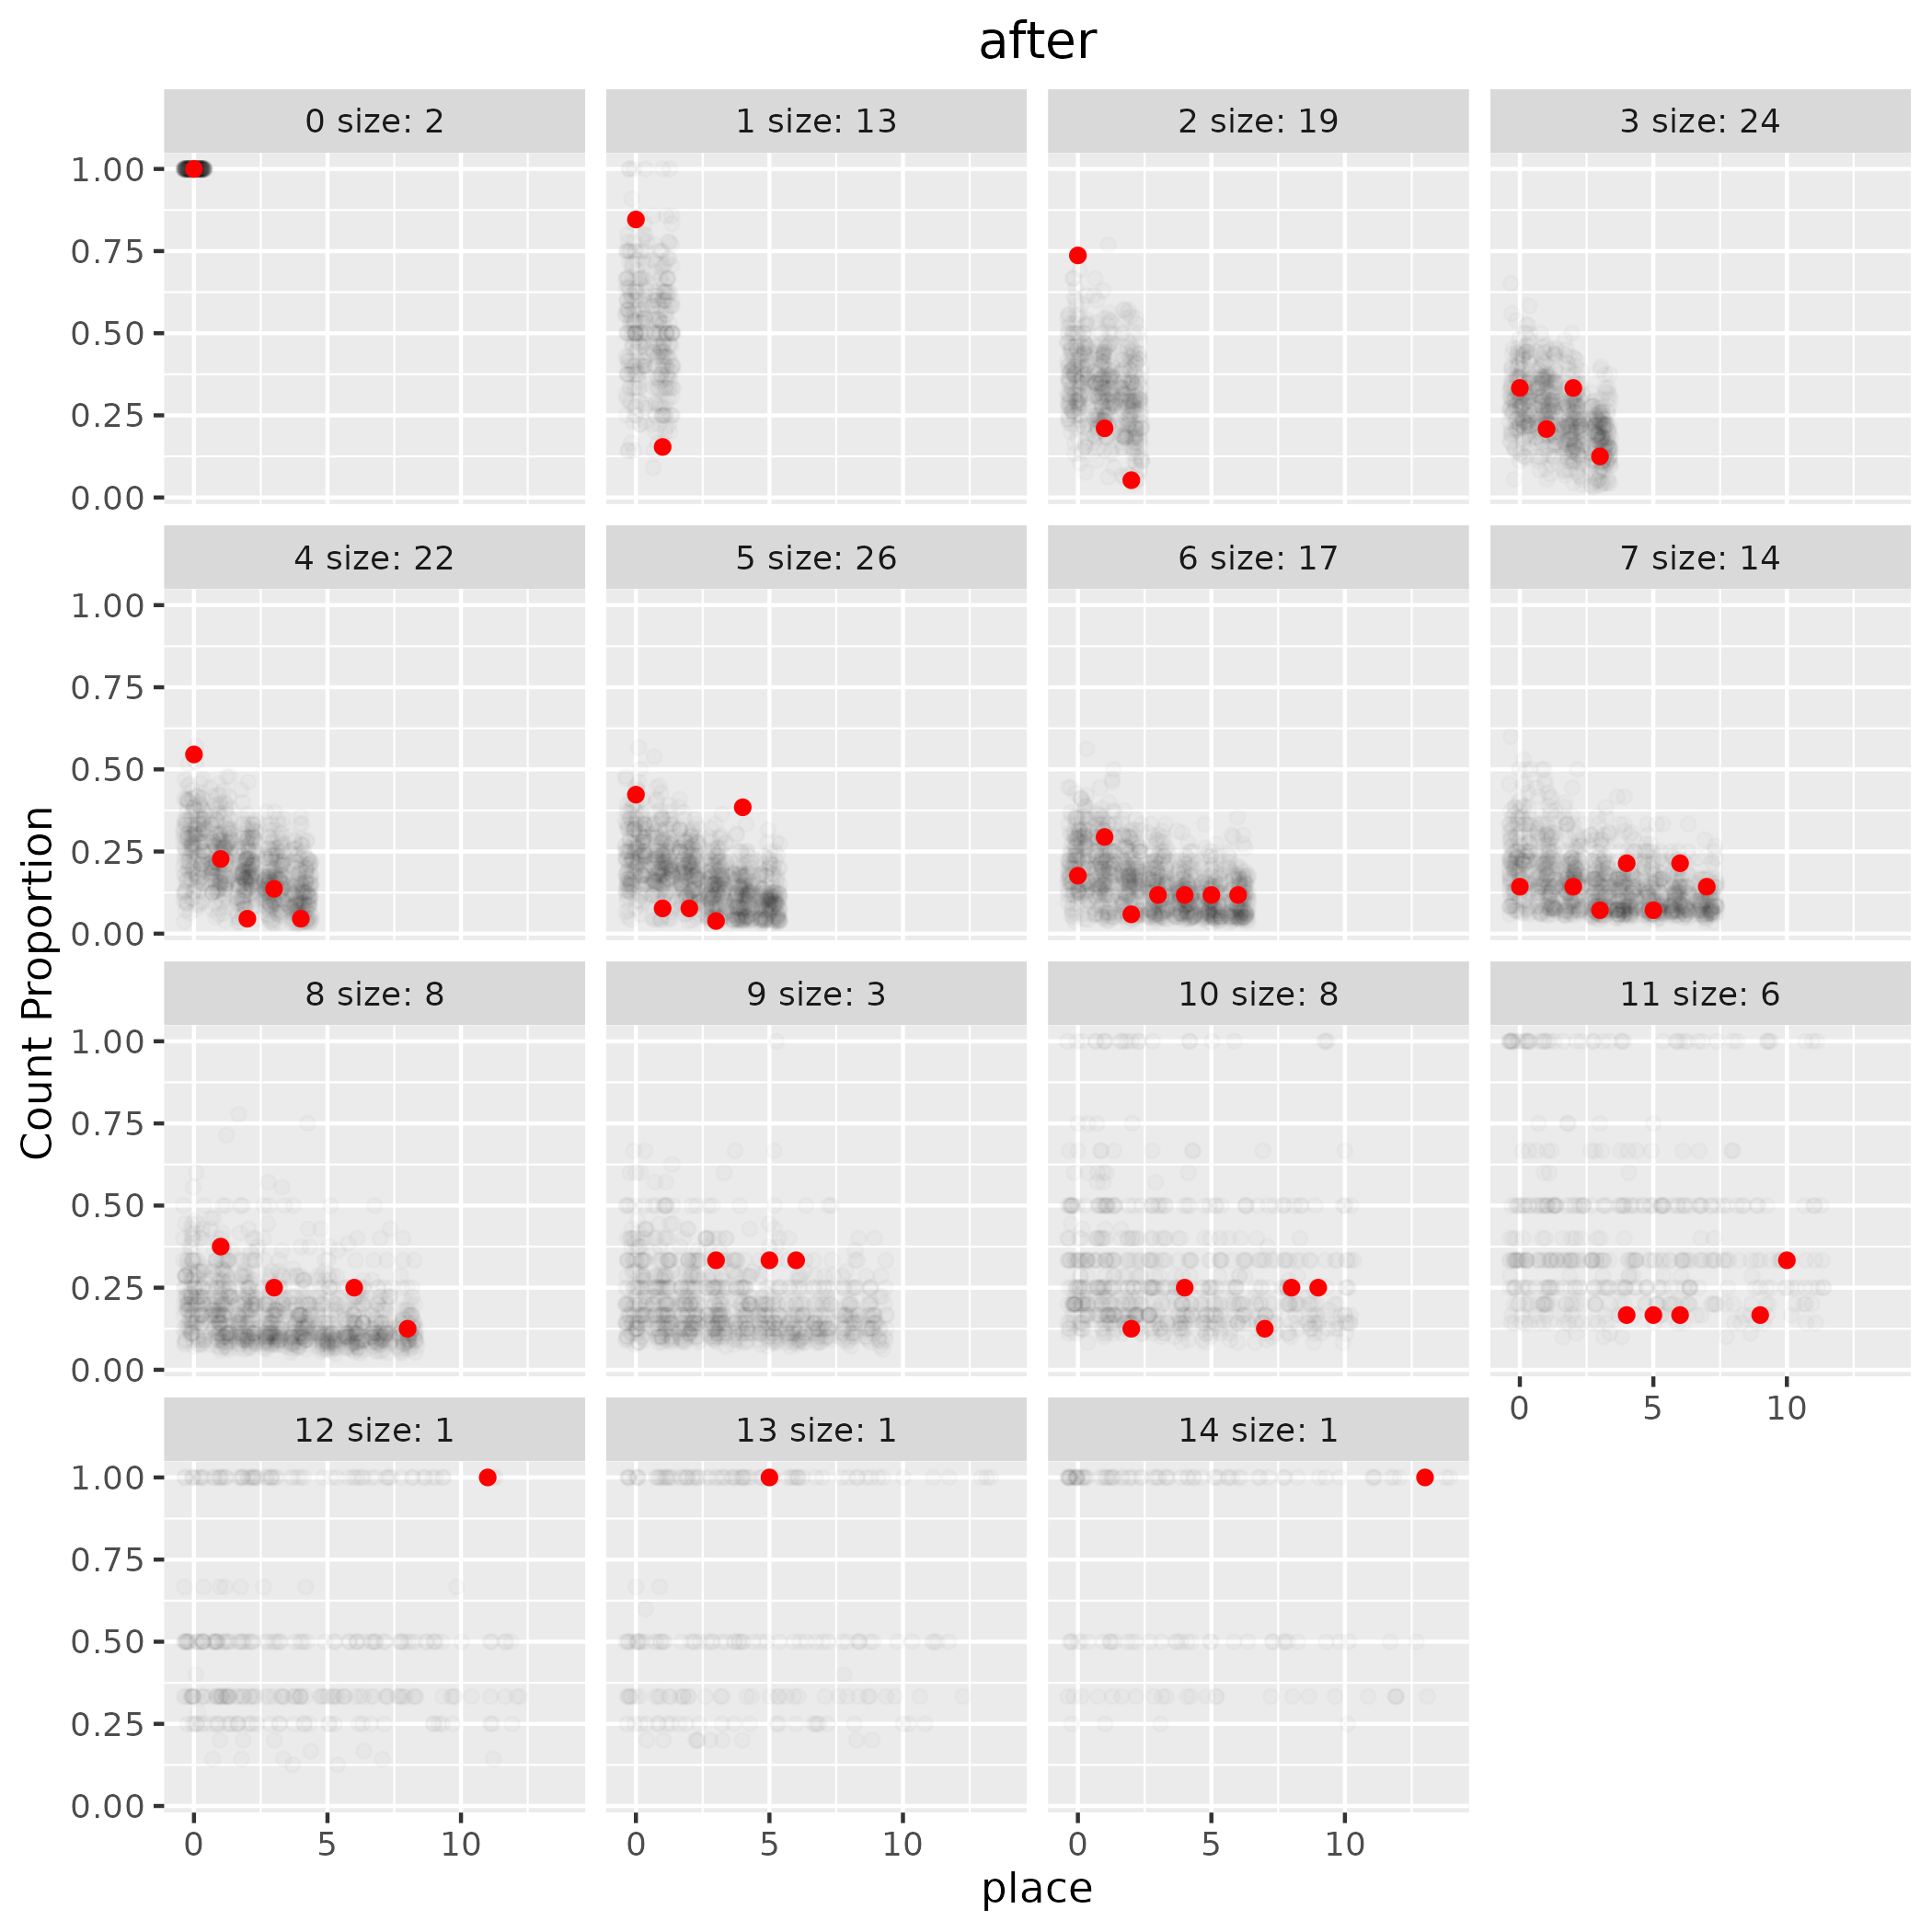 after
0 size: 2
1 size: 13
2 size: 19
3 size: 24
1.00
0.75
0.50
0.25
0.00
4 size: 22
5 size: 26
6 size: 17
7 size: 14
1.00
0.75
0.50
0.25
0.00
Count Proportion
8 size: 8
9 size: 3
10 size: 8
11 size: 6
1.00
0.75
0.50
0.25
0.00
0 5 10
12 size: 1
13 size: 1
14 size: 1
1.00
0.75
0.50
0.25
0.00
0 5 10
0 5 10
0 5 10
place